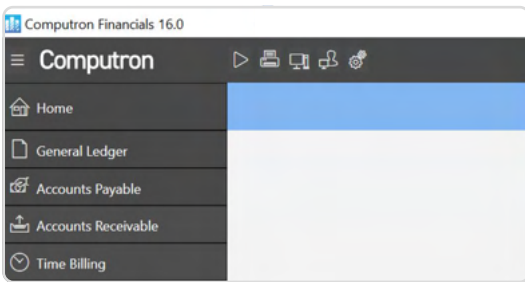 Computron Financials 16.0
Computron
Home
General Ledger
Accounts Payable
Accounts Receivable
Time Billing